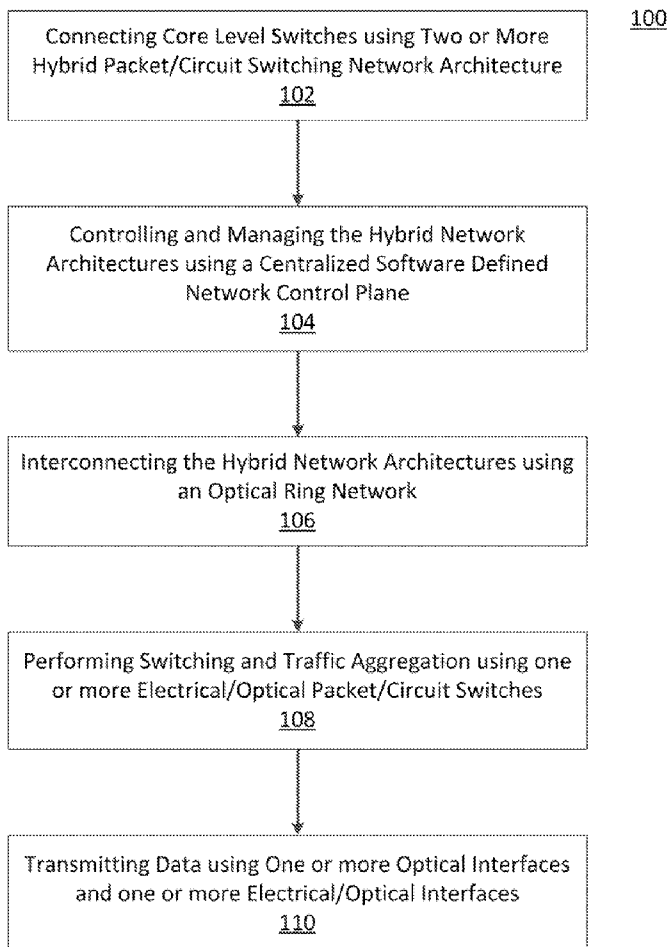 100
Connecting Core Level Switches using Two or More
Hybrid Packet/Circuit Switching Network Architecture
102
Controlling and Managing the Hybrid Network
Architectures using a Centralized Software Defined
Network Control Plane
104
Interconnecting the Hybrid Network Architectures using
an Optical Ring Network
106
Performing Switching and Traffic Aggregation using one
or more Electrical/Optical Packet/Circuit Switches
108
Transmitting Data using One or more Optical Interfaces
and one or more Electrical/Optical Interfaces
110